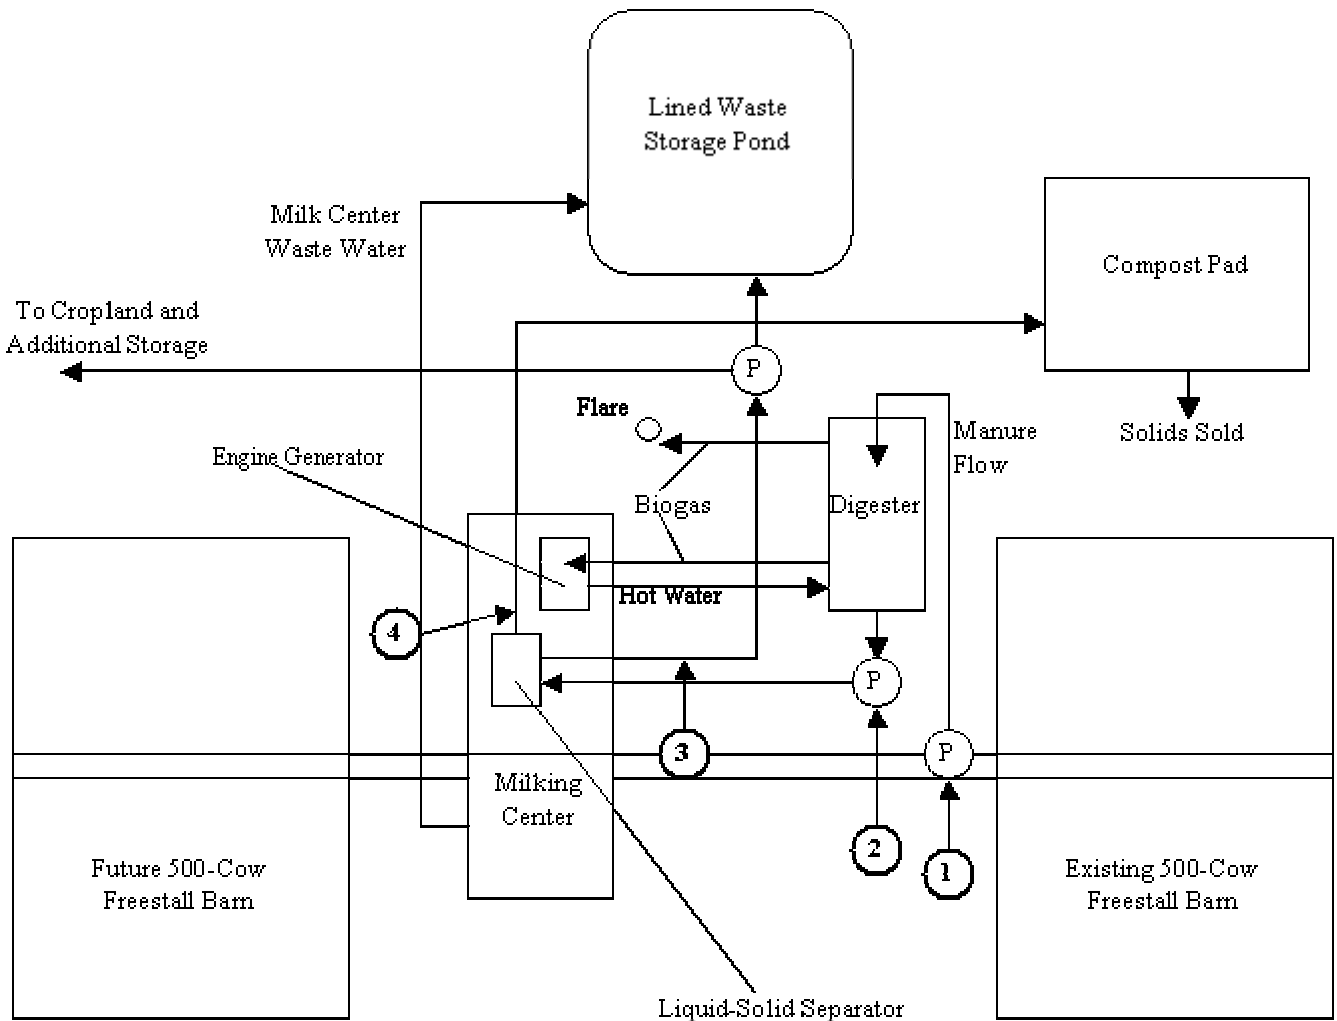 Lined Waste
Storage Pond
Milk Center
Waste Water
Compost Pad
To Cropland and
Additional Storage
P
Flare
Manure
Flow
Solids Sold
Engine Generator
Biogas
Digester
Hot Water
4
P
3
P
Milking
Center
2
1
Future 500-Cow
Freestall Barn
Existing 500-Cow
Freestall Barn
Liquid-Solid Separator